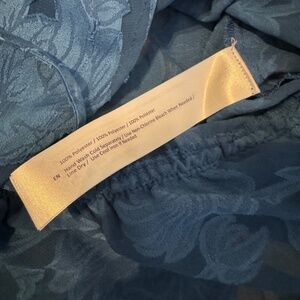 100% Polyester / 100% Polyester / 100% Polyester
EN Hand Wash Cold Separately / Use Non-Chlorine Bleach When Needed /
Line Dry / Use Cool Iron If Needed